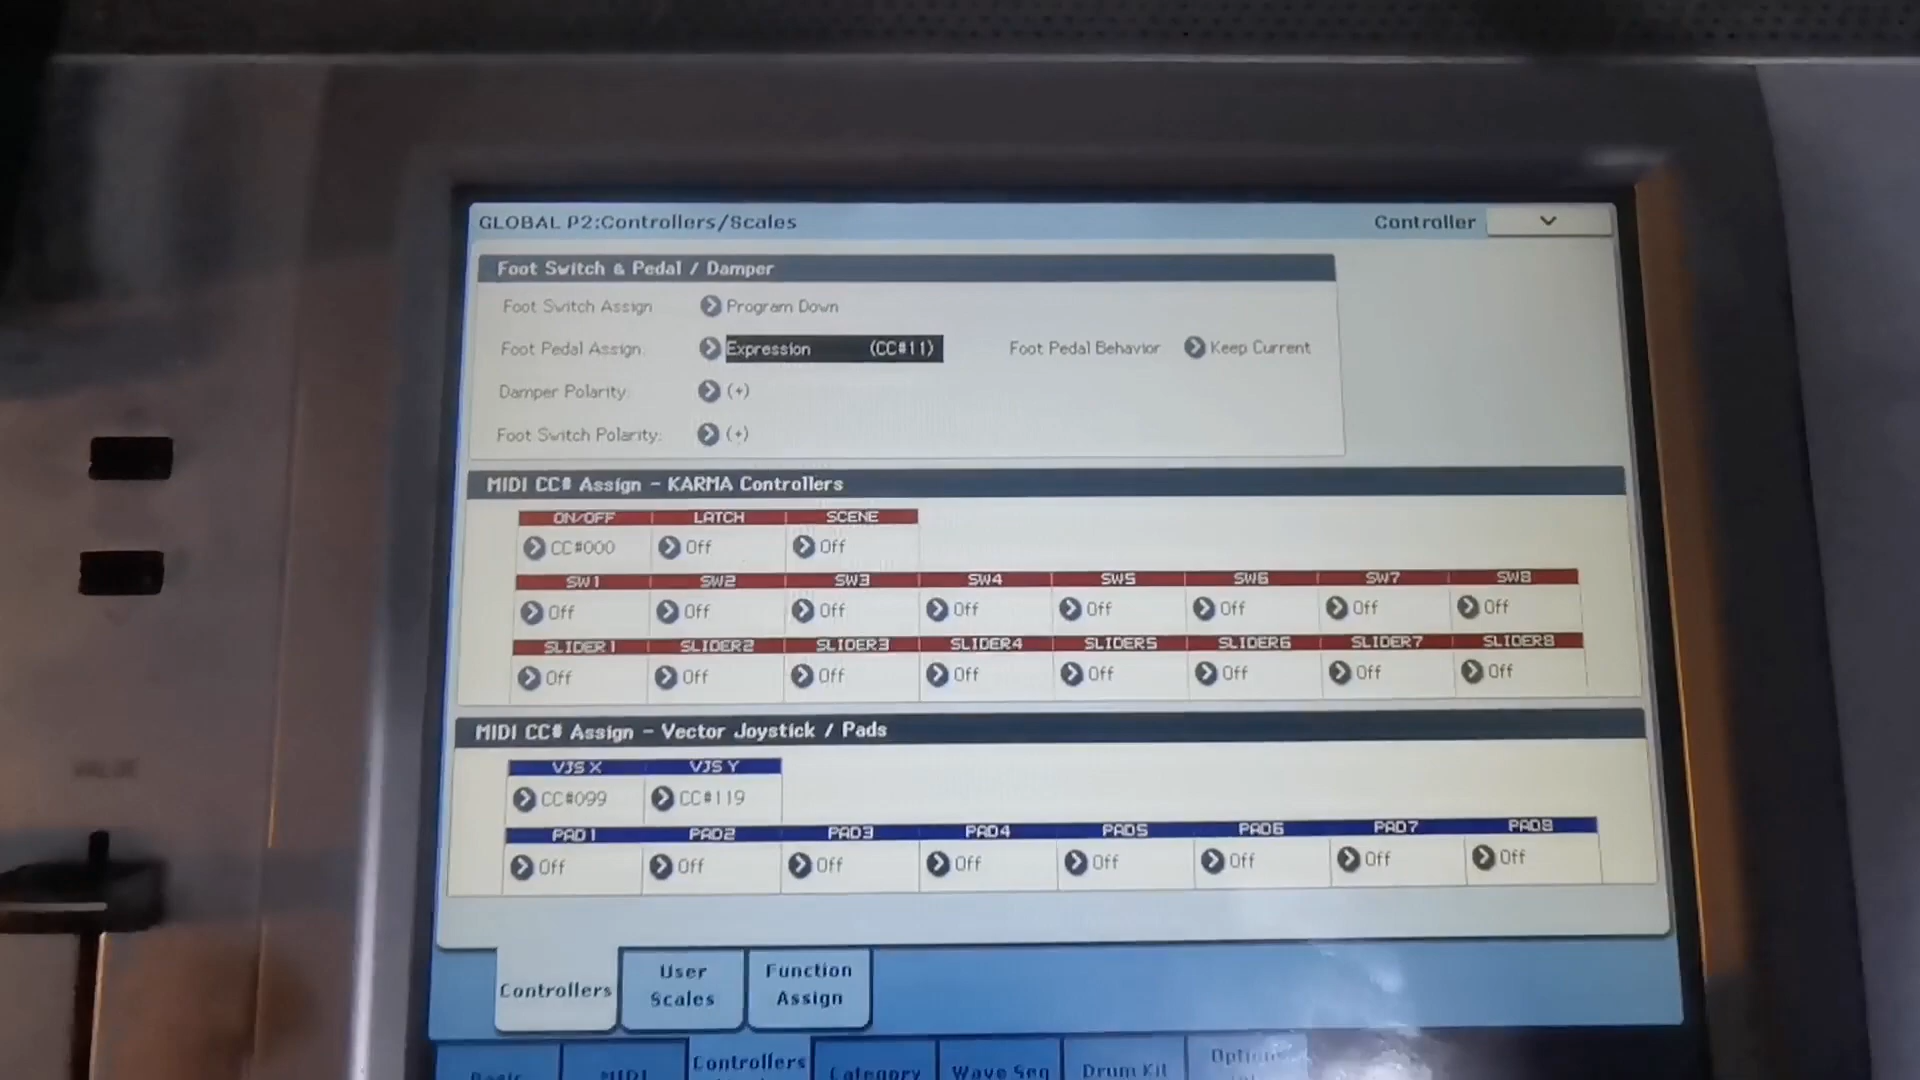 GLOBAL P2:Controllers/Scales Controller
Foot Switch & Pedal / Damper
Foot Switch Assign Program Down
Foot Pedal Assign: Expression (CC#11) Foot Pedal Behavior Keep Current
Damper Polarity: (+)
Foot Switch Polarity: (+)
MIDI CC# Assign - KARMA Controllers
ON/OFF LATCH SCENE
CC#000 Off Off
SW1 SW2 SW3 SW4 SW5 SW6 SW7 SW8
Off Off Off Off Off Off Off Off
SLIDER1 SLIDER2 SLIDER3 SLIDER4 SLIDER5 SLIDER6 SLIDER7 SLIDER8
Off Off Off Off Off Off Off Off
MIDI CC# Assign - Vector Joystick / Pads
VJS X VJS Y
CC#099 CC#119
VALUE
PAD1 PAD2 PAD3 PAD4 PAD5 PAD6 PAD7 PAD8
Off Off Off Off Off Off Off Off
Controllers User Scales Function Assign
Basic MIDI Controllers Category Wave Seq Drum Kit